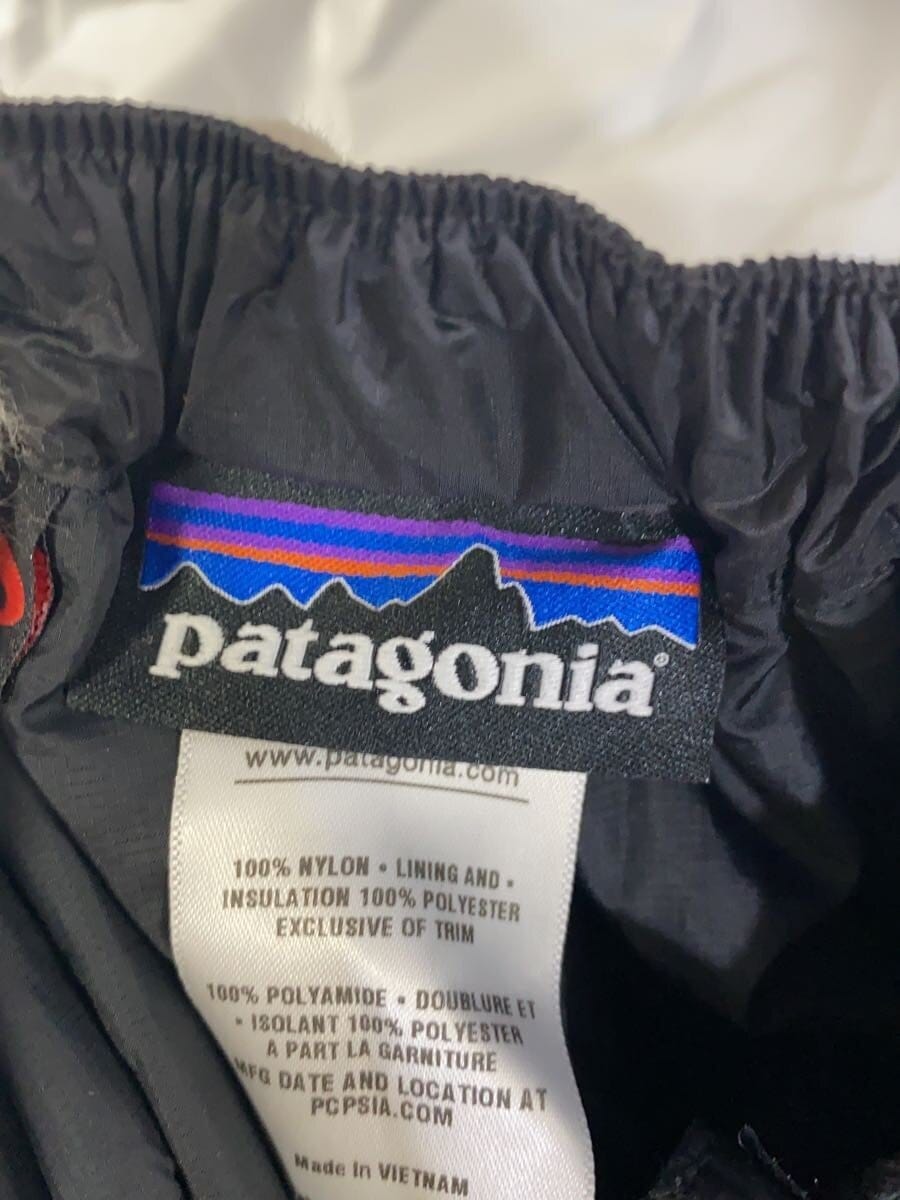 patagonia®
www.patagonia.com
100% NYLON • LINING AND •
INSULATION 100% POLYESTER
EXCLUSIVE OF TRIM
100% POLYAMIDE • DOUBLURE ET
• ISOLANT 100% POLYESTER
A PART LA GARNITURE
MFG DATE AND LOCATION AT
PCPSIA.COM
Made in VIETNAM